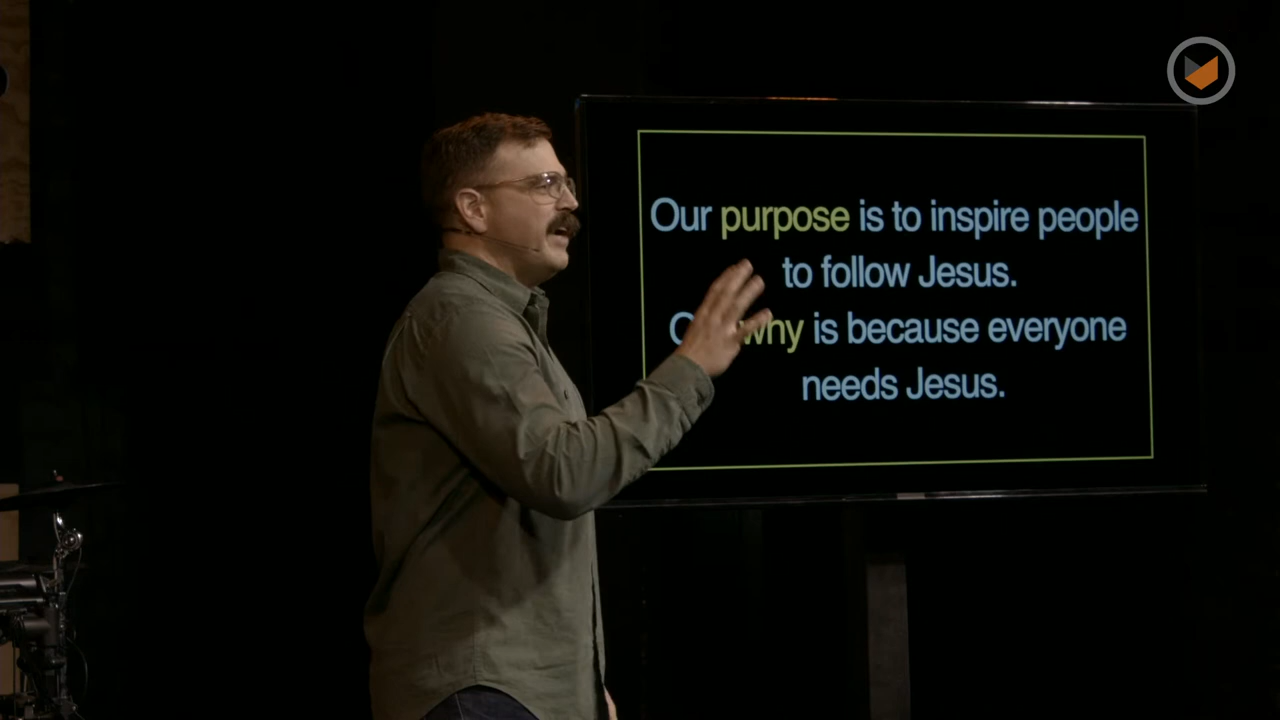 Our purpose is to inspire people
to follow Jesus.
why is because everyone
needs Jesus.